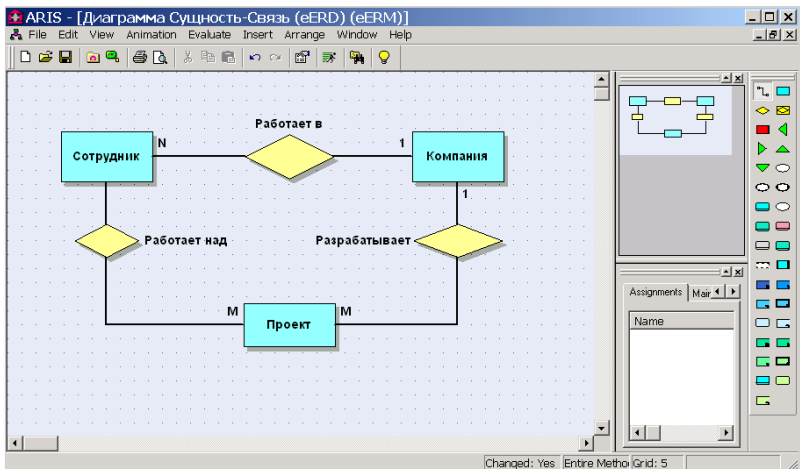 ARIS - [Диаграмма Сущность-Связь (eERD) (eERM)]
File Edit View Animation Evaluate Insert Arrange Window Help
Работает в
N
1
Сотрудник
Компания
1
Работает над
Разрабатывает
M
M
Проект
Assignments
Mair
Name
Changed: Yes
Entire Metho
Grid: 5